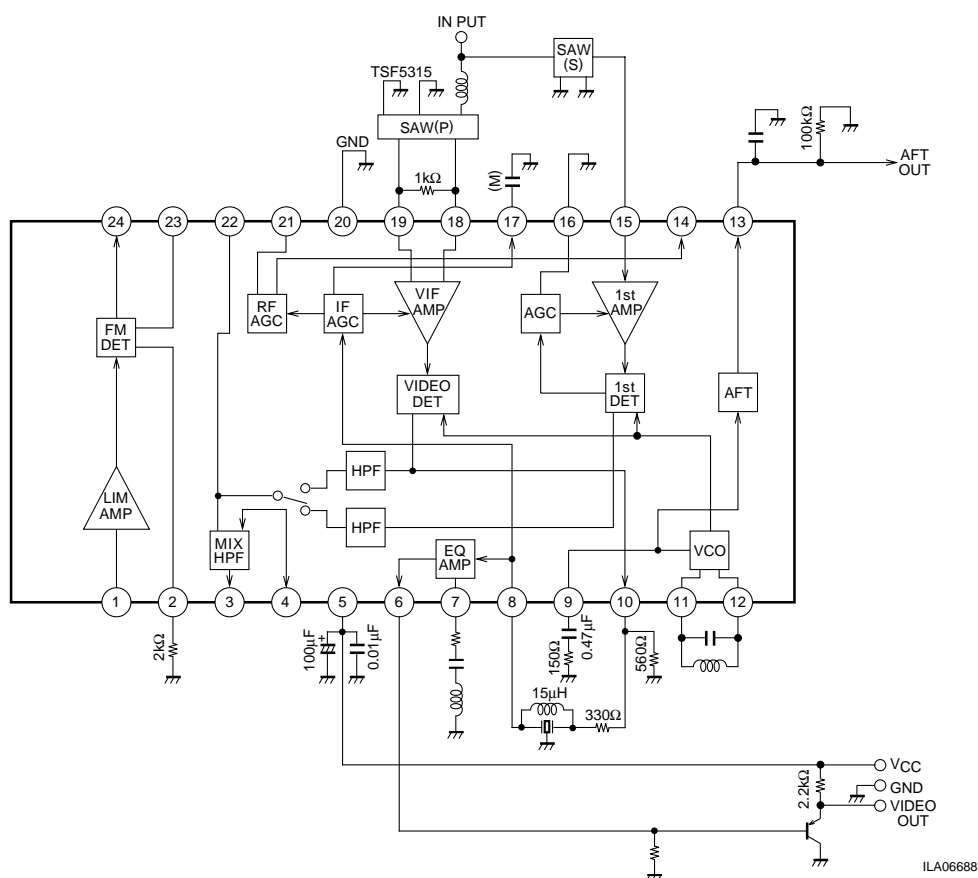 IN PUT
SAW
(S)
TSF5315
SAW(P)
GND
1kΩ
(M)
100kΩ
AFT
OUT
24
23
22
21
20
19
18
17
16
15
14
13
RF
AGC
IF
AGC
VIF
AMP
AGC
1st
AMP
FM
DET
VIDEO
DET
1st
DET
AFT
HPF
LIM
AMP
HPF
MIX
HPF
EQ
AMP
VCO
1
2
3
4
5
6
7
8
9
10
11
12
2kΩ
100µF
+
0.01µF
150Ω
0.47µF
560Ω
15µH
330Ω
VCC
2.2kΩ
GND
VIDEO
OUT
ILA06688